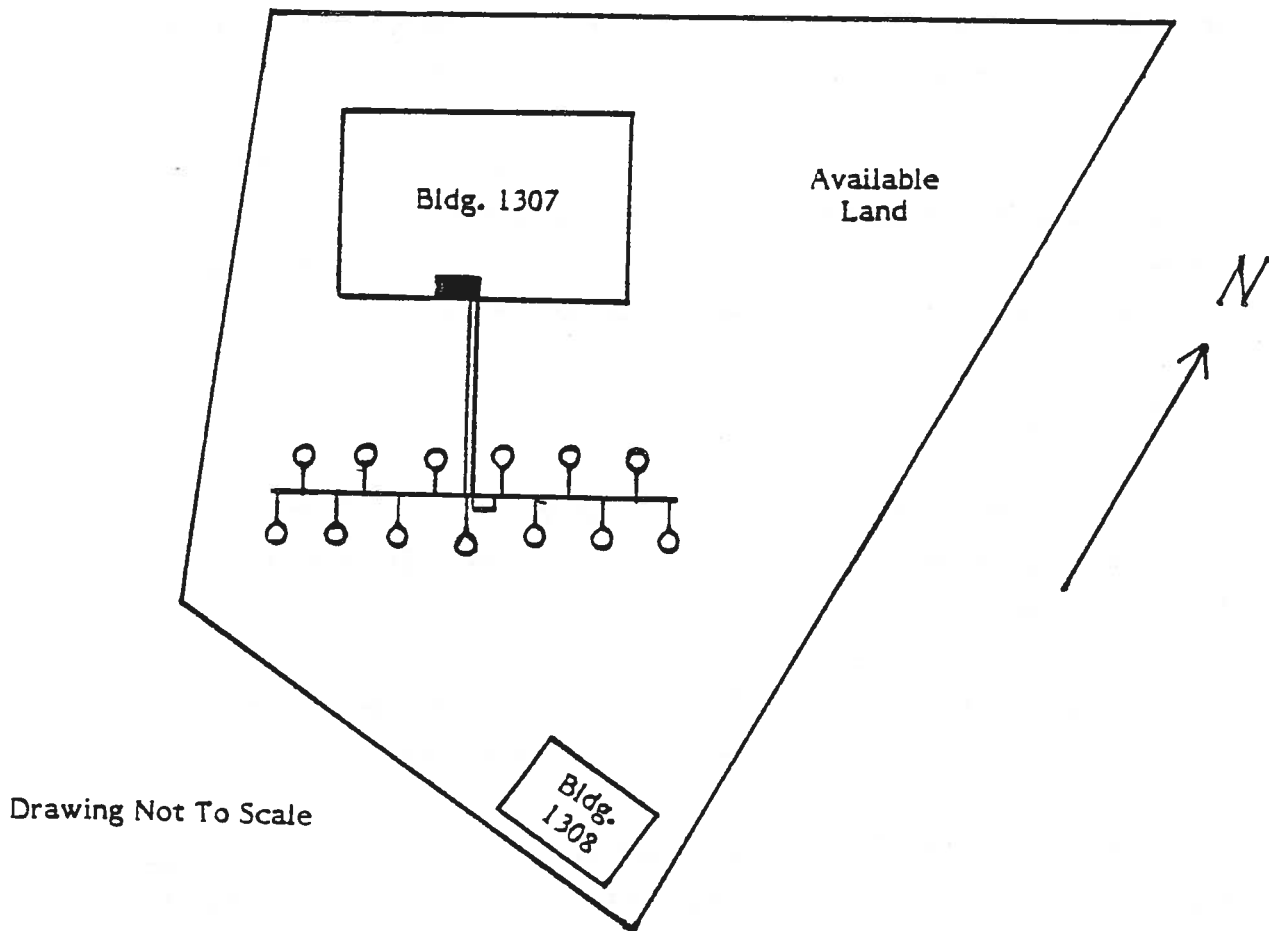 Bldg. 1307
Available
Land
N
Bldg.
1308
Drawing Not To Scale